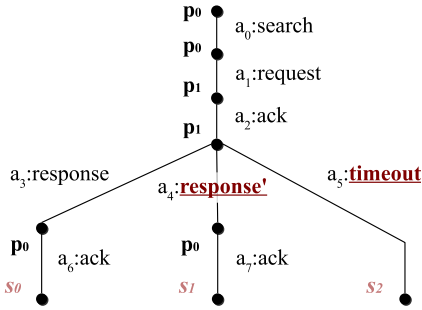 p0
a0:search
p0
a1:request
p1
a2:ack
p1
a3:response
a4:response'
a5:timeout
p0
a6:ack
p0
a7:ack
s0
s1
s2